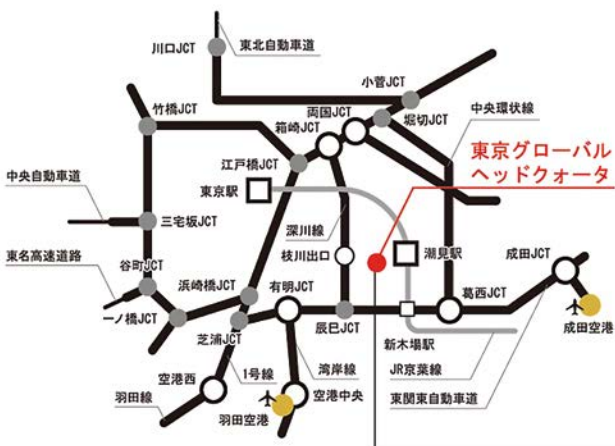 川口JCT
東北自動車道
小菅JCT
竹橋JCT
両国JCT
堀切JCT
中央環状線
箱崎JCT
江戸橋JCT
東京グローバル
ヘッドクォータ
中央自動車道
東京駅
三宅坂JCT
深川線
東名高速道路
谷町JCT
枝川出口
潮見駅
成田JCT
浜崎橋JCT
有明JCT
葛西JCT
一ノ橋JCT
芝浦JCT
辰巳JCT
成田空港
新木場駅
空港西
1号線
湾岸線
JR京葉線
羽田線
羽田空港
空港中央
東関東自動車道